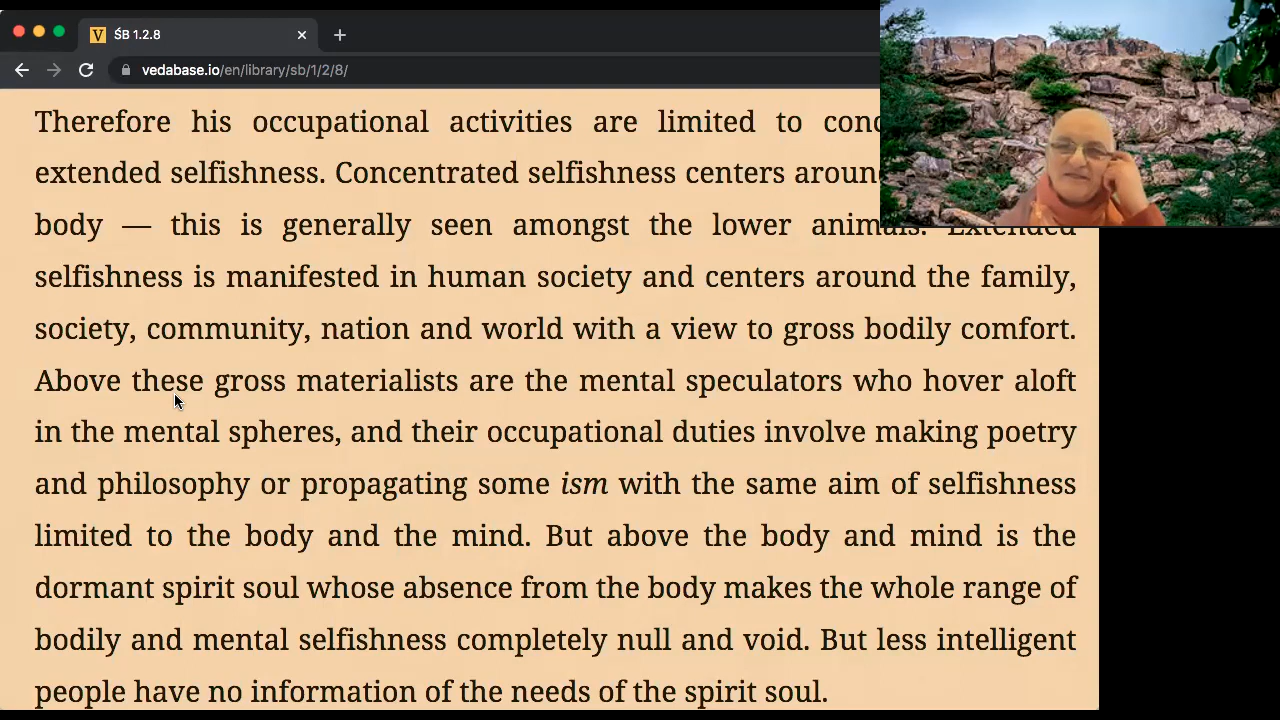 ŚB 1.2.8
vedabase.io/en/library/sb/1/2/8/
Therefore his occupational activities are limited to
extended selfishness. Concentrated selfishness centers
body — this is generally seen amongst the lower animals. Extended
selfishness is manifested in human society and centers around the family,
society, community, nation and world with a view to gross bodily comfort.
Above these gross materialists are the mental speculators who hover aloft
in the mental spheres, and their occupational duties involve making poetry
and philosophy or propagating some ism with the same aim of selfishness
limited to the body and the mind. But above the body and mind is the
dormant spirit soul whose absence from the body makes the whole range of
bodily and mental selfishness completely null and void. But less intelligent
people have no information of the needs of the spirit soul.